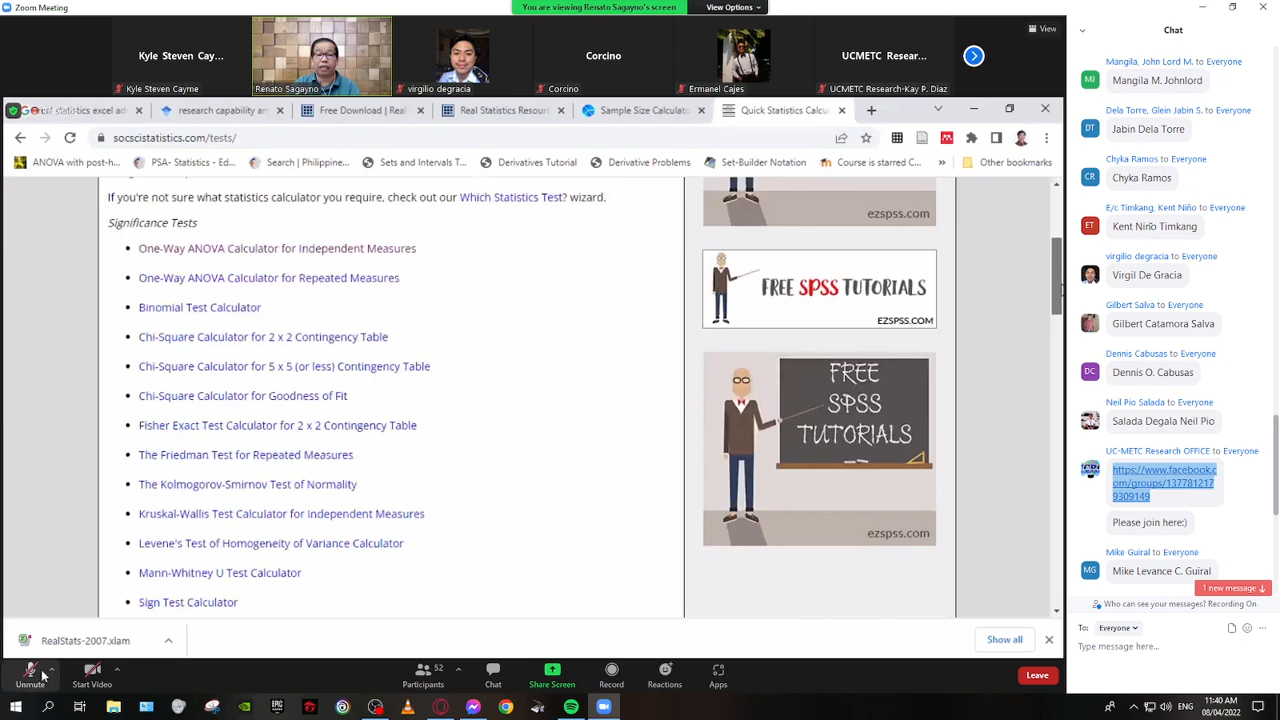 Zoom Meeting
You are viewing Renato Sagayno's screen
View Options
Kyle Steven Cay...
Kyle Steven Cayme
Renato Sagayno
virgilio degracia
Corcino
Corcino
Ermanel Cajes
UCMETC Resear...
UCMETC Research-Kay P. Diaz
View
statistics excel ad
research capability ar
Free Download | Real
Real Statistics Resour
Sample Size Calculato
Quick Statistics Calcu
socscistatistics.com/tests/
ANOVA with post-h...
PSA- Statistics - Ed...
Search | Philippine...
Sets and Intervals T...
Derivatives Tutorial
Derivative Problems
Set-Builder Notation
Course is starred C...
»
Other bookmarks
If you're not sure what statistics calculator you require, check out our Which Statistics Test? wizard.
Significance Tests
One-Way ANOVA Calculator for Independent Measures
One-Way ANOVA Calculator for Repeated Measures
Binomial Test Calculator
Chi-Square Calculator for 2 x 2 Contingency Table
Chi-Square Calculator for 5 x 5 (or less) Contingency Table
Chi-Square Calculator for Goodness of Fit
Fisher Exact Test Calculator for 2 x 2 Contingency Table
The Friedman Test for Repeated Measures
The Kolmogorov-Smirnov Test of Normality
Kruskal-Wallis Test Calculator for Independent Measures
Levene's Test of Homogeneity of Variance Calculator
Mann-Whitney U Test Calculator
Sign Test Calculator
ezspss.com
FREE SPSS TUTORIALS
EZSPSS.COM
FREE
SPSS
TUTORIALS
ezspss.com
RealStats-2007.xlam
Show all
Unmute
Start Video
52
Participants
Chat
Share Screen
Record
Reactions
Apps
Leave
Chat
Mangila, John Lord M. to Everyone
MJ
Mangila M. Johnlord
Dela Torre, Glein Jabin S. to Everyone
DT
Jabin Dela Torre
Chyka Ramos to Everyone
CR
Chyka Ramos
E/c Timkang, Kent Niño to Everyone
ET
Kent Niño Timkang
virgilio degracia to Everyone
Virgil De Gracia
Gilbert Salva to Everyone
Gilbert Catamora Salva
Dennis Cabusas to Everyone
DC
Dennis O. Cabusas
Neil Pio Salada to Everyone
Salada Degala Neil Pio
UC-METC Research OFFICE to Everyone
https://www.facebook.c
om/groups/137781217
9309149
Please join here:)
Mike Guiral to Everyone
MG
Mike Levance C. Guiral
1 new message
Who can see your messages? Recording On
To: Everyone
Type message here...
11:40 AM
08/04/2022